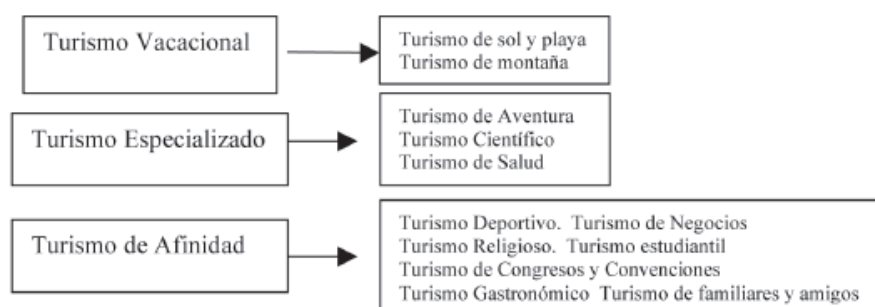 Turismo Vacacional
Turismo de sol y playa
Turismo de montaña
Turismo Especializado
Turismo de Aventura
Turismo Científico
Turismo de Salud
Turismo de Afinidad
Turismo Deportivo. Turismo de Negocios
Turismo Religioso. Turismo estudiantil
Turismo de Congresos y Convenciones
Turismo Gastronómico Turismo de familiares y amigos